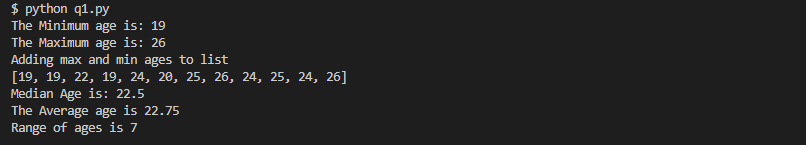 $ python q1.py
The Minimum age is: 19
The Maximum age is: 26
Adding max and min ages to list
[19, 19, 22, 19, 24, 20, 25, 26, 24, 25, 24, 26]
Median Age is: 22.5
The Average age is 22.75
Range of ages is 7